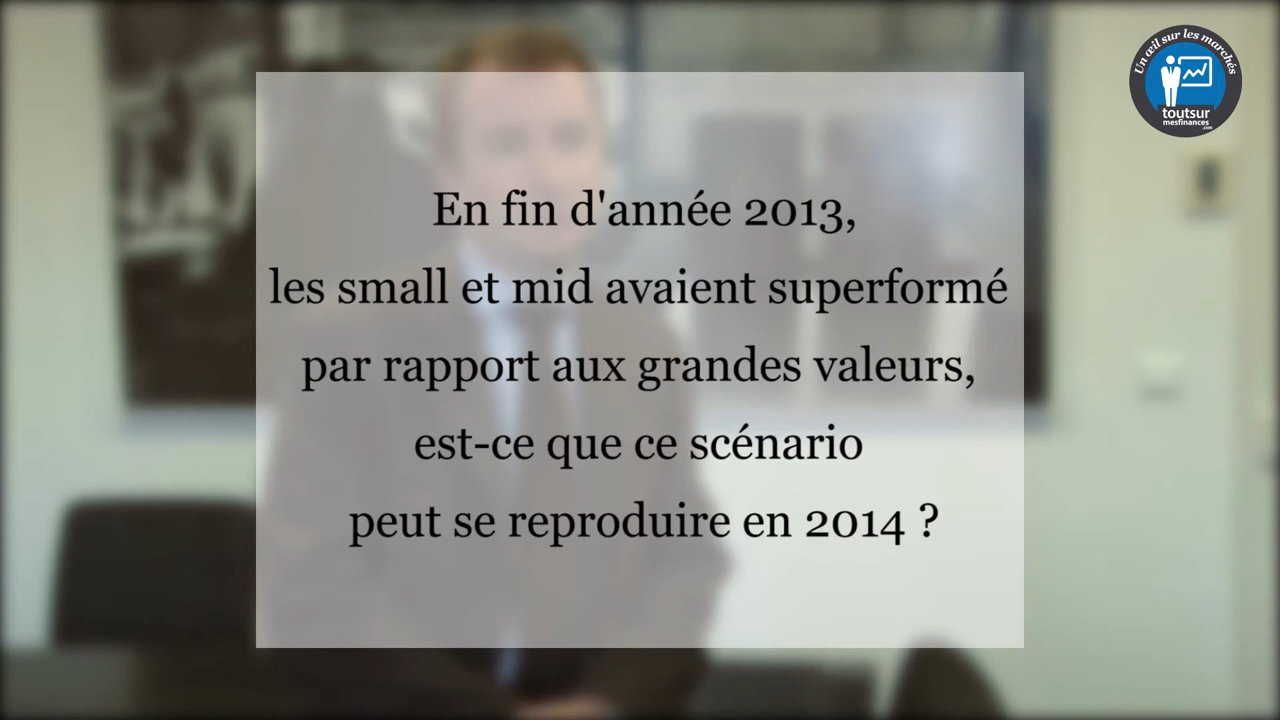 Un œil sur les marchés
toutsur
mesfinances
.com
En fin d'année 2013,
les small et mid avaient superformé
par rapport aux grandes valeurs,
est-ce que ce scénario
peut se reproduire en 2014 ?